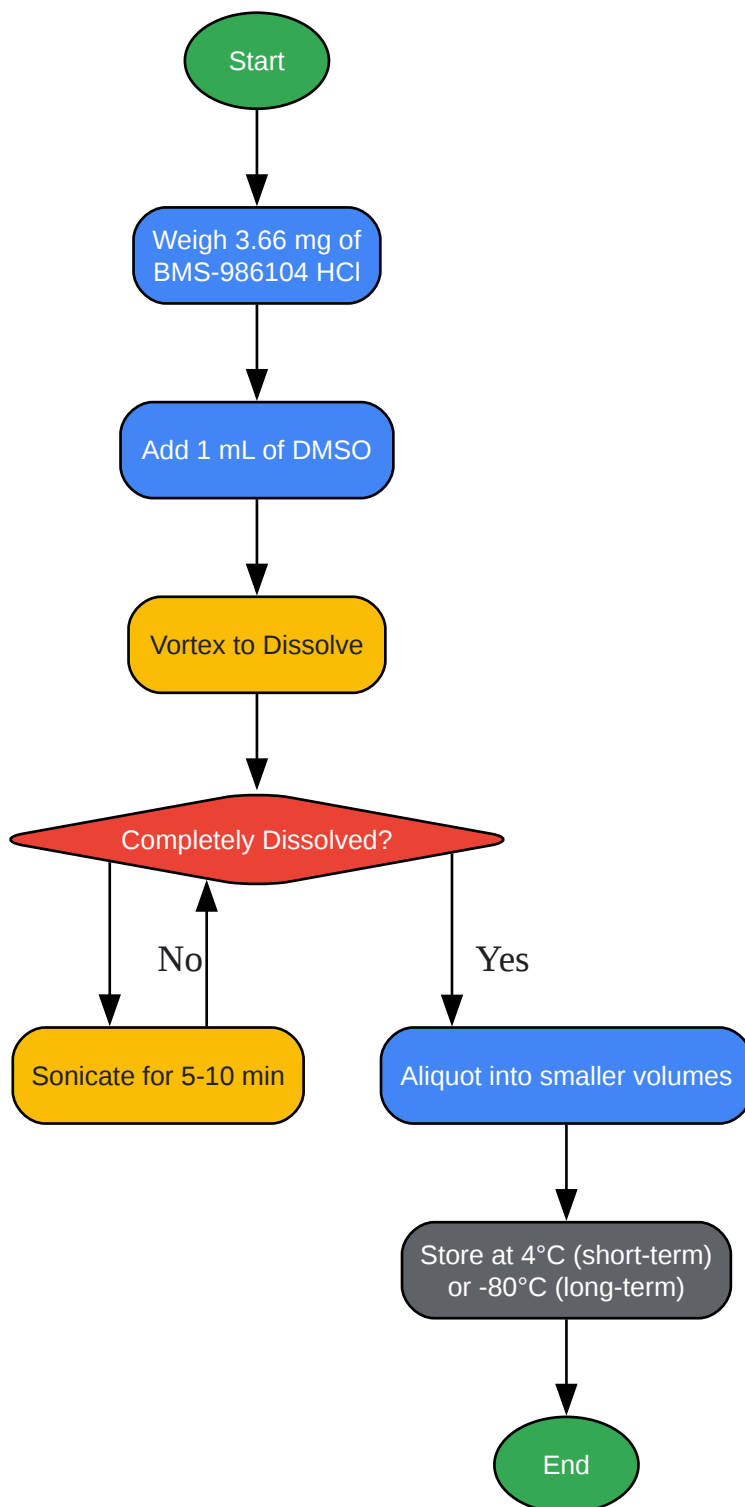 Start
Weigh 3.66 mg of
BMS-986104 HCl
Add 1 mL of DMSO
Vortex to Dissolve
Completely Dissolved?
No
Yes
Sonicate for 5-10 min
Aliquot into smaller volumes
Store at 4°C (short-term)
or -80°C (long-term)
End